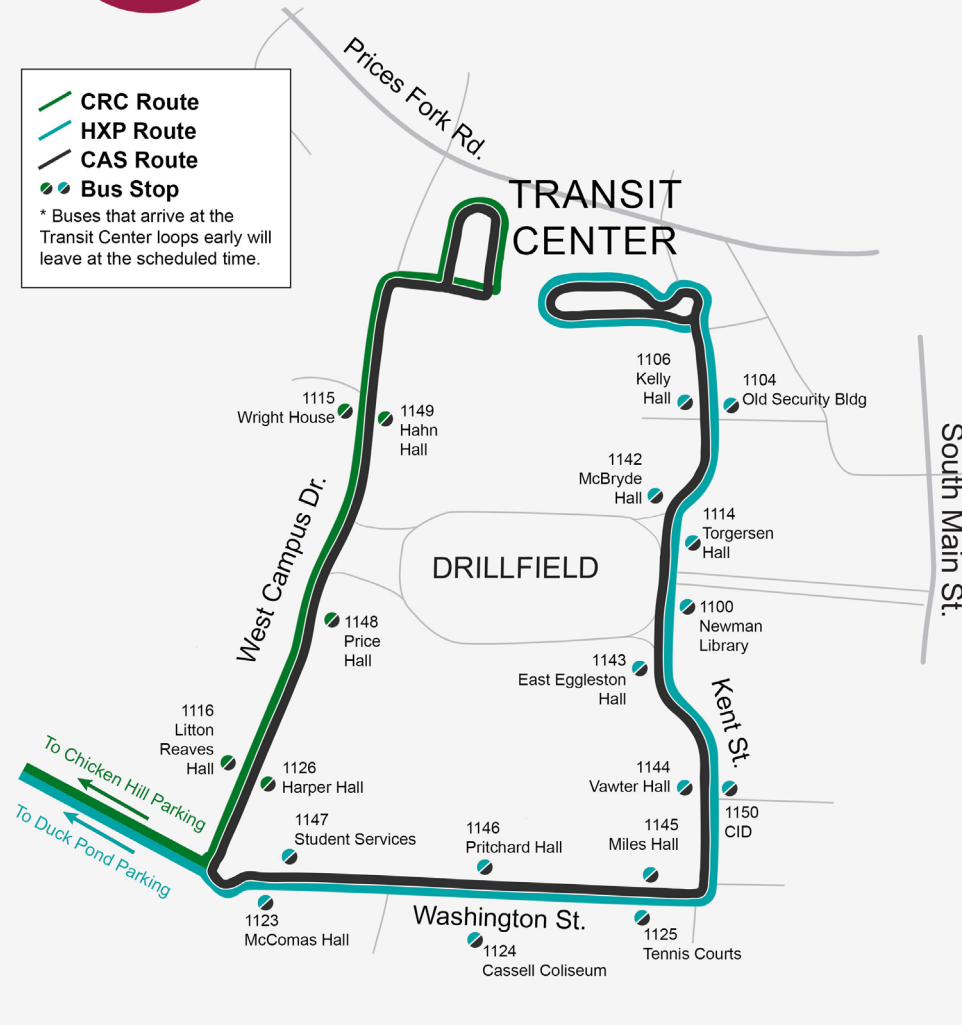 Prices Fork Rd.
CRC Route
HXP Route
CAS Route
Bus Stop
* Buses that arrive at the
Transit Center loops early will
leave at the scheduled time.
TRANSIT
CENTER
1106
Kelly
Hall
1104
Old Security Bldg
1115
Wright House
1149
Hahn
Hall
South Main St.
1142
McBryde
Hall
1114
Torgersen
Hall
West Campus Dr.
DRILLFIELD
1148
Price
Hall
1100
Newman
Library
1143
East Eggleston
Hall
Kent St.
1116
Litton
Reaves
Hall
To Chicken Hill Parking
To Duck Pond Parking
1126
Harper Hall
1144
Vawter Hall
1150
CID
1147
Student Services
1146
Pritchard Hall
1145
Miles Hall
Washington St.
1123
McComas Hall
1124
Cassell Coliseum
1125
Tennis Courts